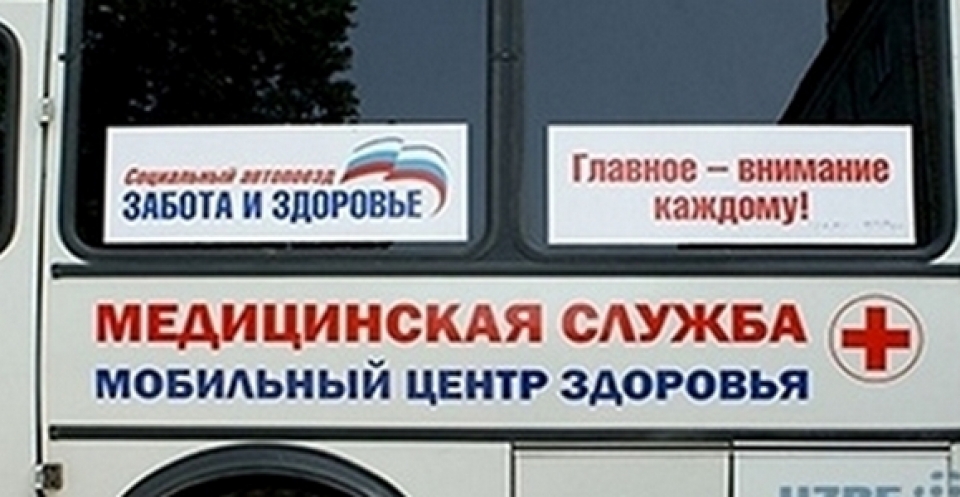 Социальный автопоезд
ЗАБОТА И ЗДОРОВЬЕ
Главное – внимание
каждому!
МЕДИЦИНСКАЯ СЛУЖБА
МОБИЛЬНЫЙ ЦЕНТР ЗДОРОВЬЯ